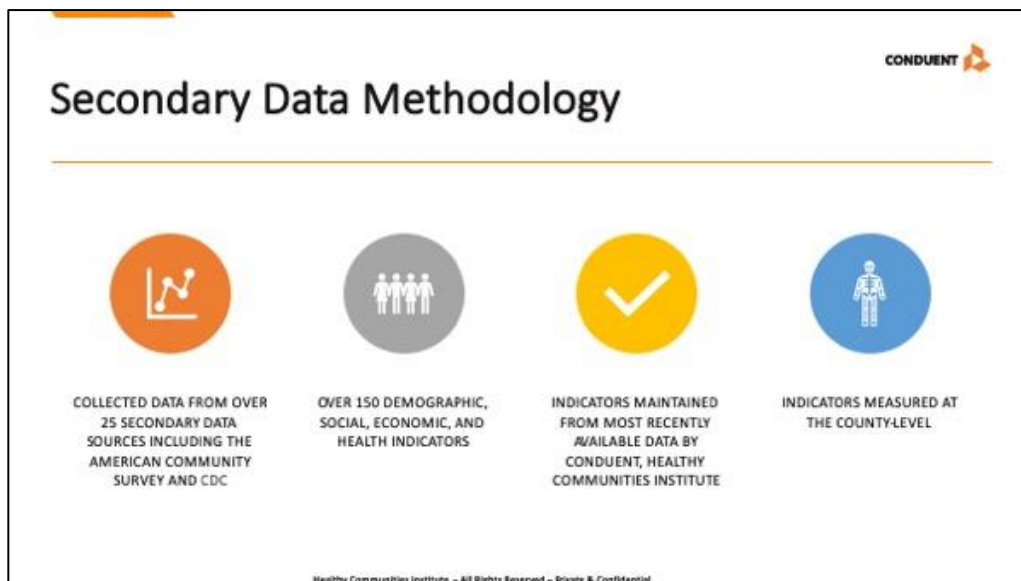 CONDUENT
Secondary Data Methodology
COLLECTED DATA FROM OVER
25 SECONDARY DATA
SOURCES INCLUDING THE
AMERICAN COMMUNITY
SURVEY AND CDC
OVER 150 DEMOGRAPHIC,
SOCIAL, ECONOMIC, AND
HEALTH INDICATORS
INDICATORS MAINTAINED
FROM MOST RECENTLY
AVAILABLE DATA BY
CONDUENT, HEALTHY
COMMUNITIES INSTITUTE
INDICATORS MEASURED AT
THE COUNTY-LEVEL
Healthy Communities Institute – All Rights Reserved – Private & Confidential